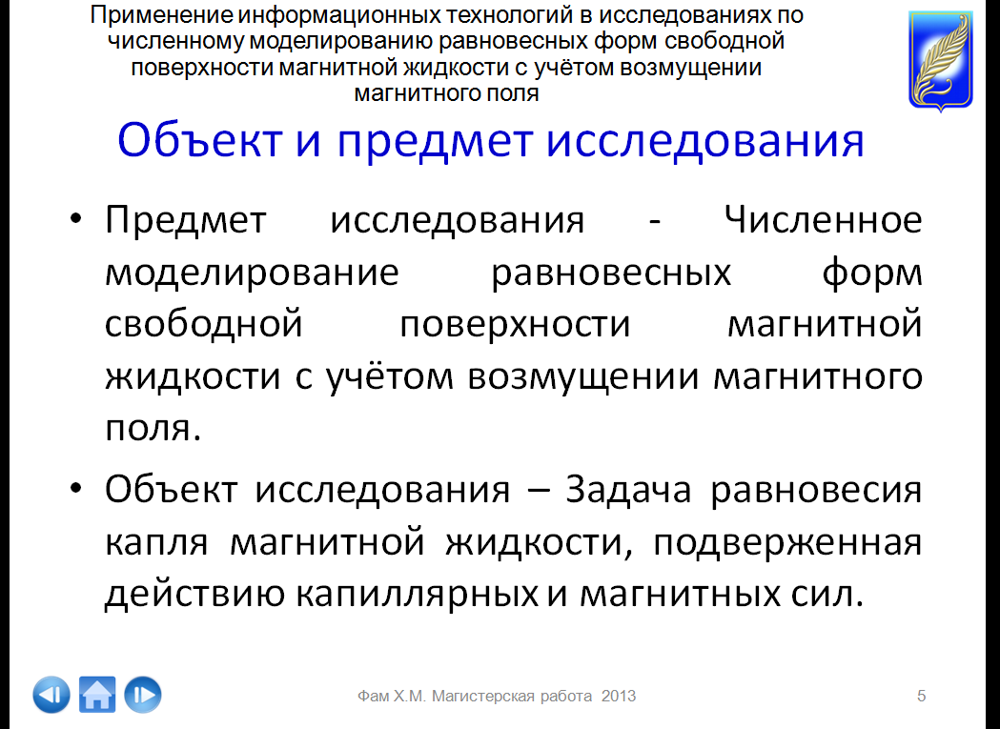 Применение информационных технологий в исследованиях по
численному моделированию равновесных форм свободной
поверхности магнитной жидкости с учётом возмущении
магнитного поля
Объект и предмет исследования
• Предмет исследования - Численное
моделирование равновесных форм
свободной поверхности магнитной
жидкости с учётом возмущении магнитного
поля.
• Объект исследования – Задача равновесия
капля магнитной жидкости, подверженная
действию капиллярных и магнитных сил.
Фам Х.М. Магистерская работа 2013
5